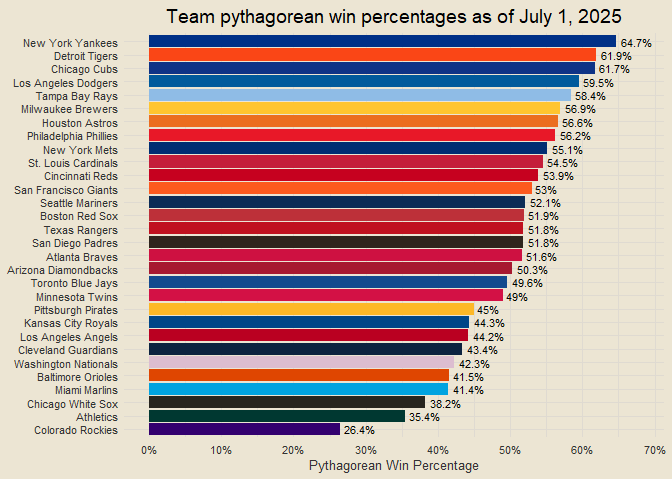 Team pythagorean win percentages as of July 1, 2025
New York Yankees 64.7%
Detroit Tigers 61.9%
Chicago Cubs 61.7%
Los Angeles Dodgers 59.5%
Tampa Bay Rays 58.4%
Milwaukee Brewers 56.9%
Houston Astros 56.6%
Philadelphia Phillies 56.2%
New York Mets 55.1%
St. Louis Cardinals 54.5%
Cincinnati Reds 53.9%
San Francisco Giants 53%
Seattle Mariners 52.1%
Boston Red Sox 51.9%
Texas Rangers 51.8%
San Diego Padres 51.8%
Atlanta Braves 51.6%
Arizona Diamondbacks 50.3%
Toronto Blue Jays 49.6%
Minnesota Twins 49%
Pittsburgh Pirates 45%
Kansas City Royals 44.3%
Los Angeles Angels 44.2%
Cleveland Guardians 43.4%
Washington Nationals 42.3%
Baltimore Orioles 41.5%
Miami Marlins 41.4%
Chicago White Sox 38.2%
Athletics 35.4%
Colorado Rockies 26.4%
0% 10% 20% 30% 40% 50% 60% 70%
Pythagorean Win Percentage